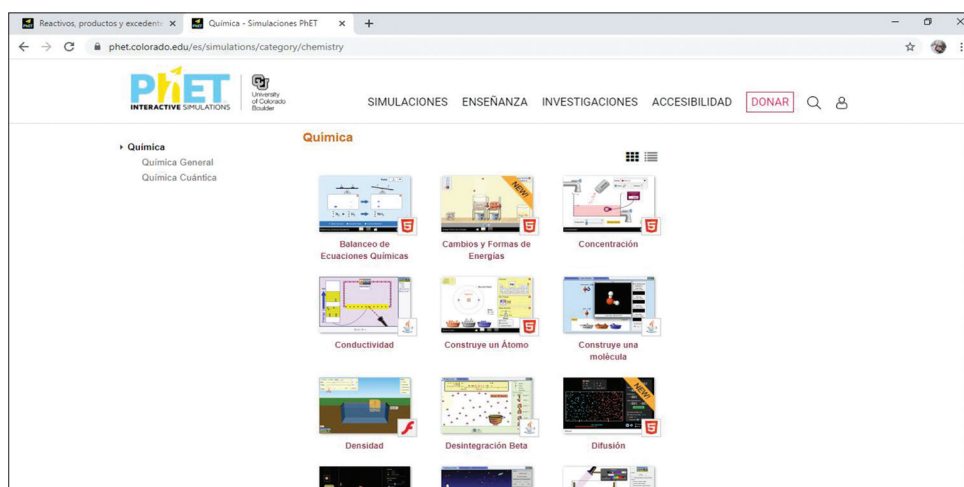 Reactivos, productos y excedent
Química - Simulaciones PhET
phet.colorado.edu/es/simulations/category/chemistry
PhET
INTERACTIVE SIMULATIONS
University
of Colorado
Boulder
SIMULACIONES ENSEÑANZA INVESTIGACIONES ACCESIBILIDAD DONAR
Química
Química General
Química Cuántica
Química
NEW!
Balanceo de
Ecuaciones Químicas
Cambios y Formas de
Energías
Concentración
Conductividad
Construye un Átomo
Construye una
molécula
NEW!
Densidad
Desintegración Beta
Difusión